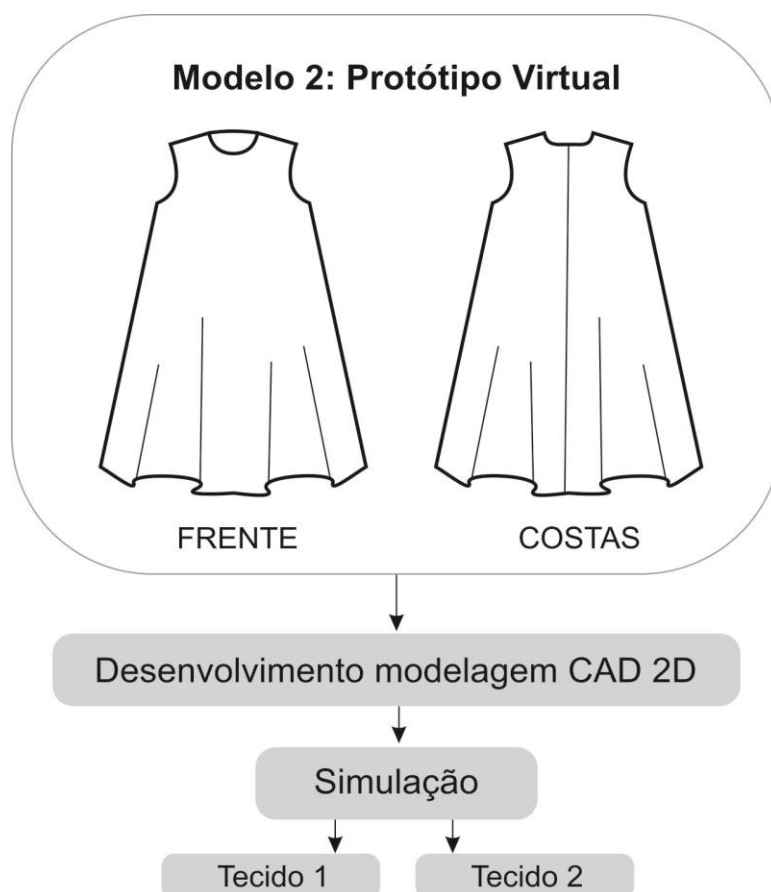 Modelo 2: Protótipo Virtual
FRENTE
COSTAS
Desenvolvimento modelagem CAD 2D
Simulação
Tecido 1
Tecido 2